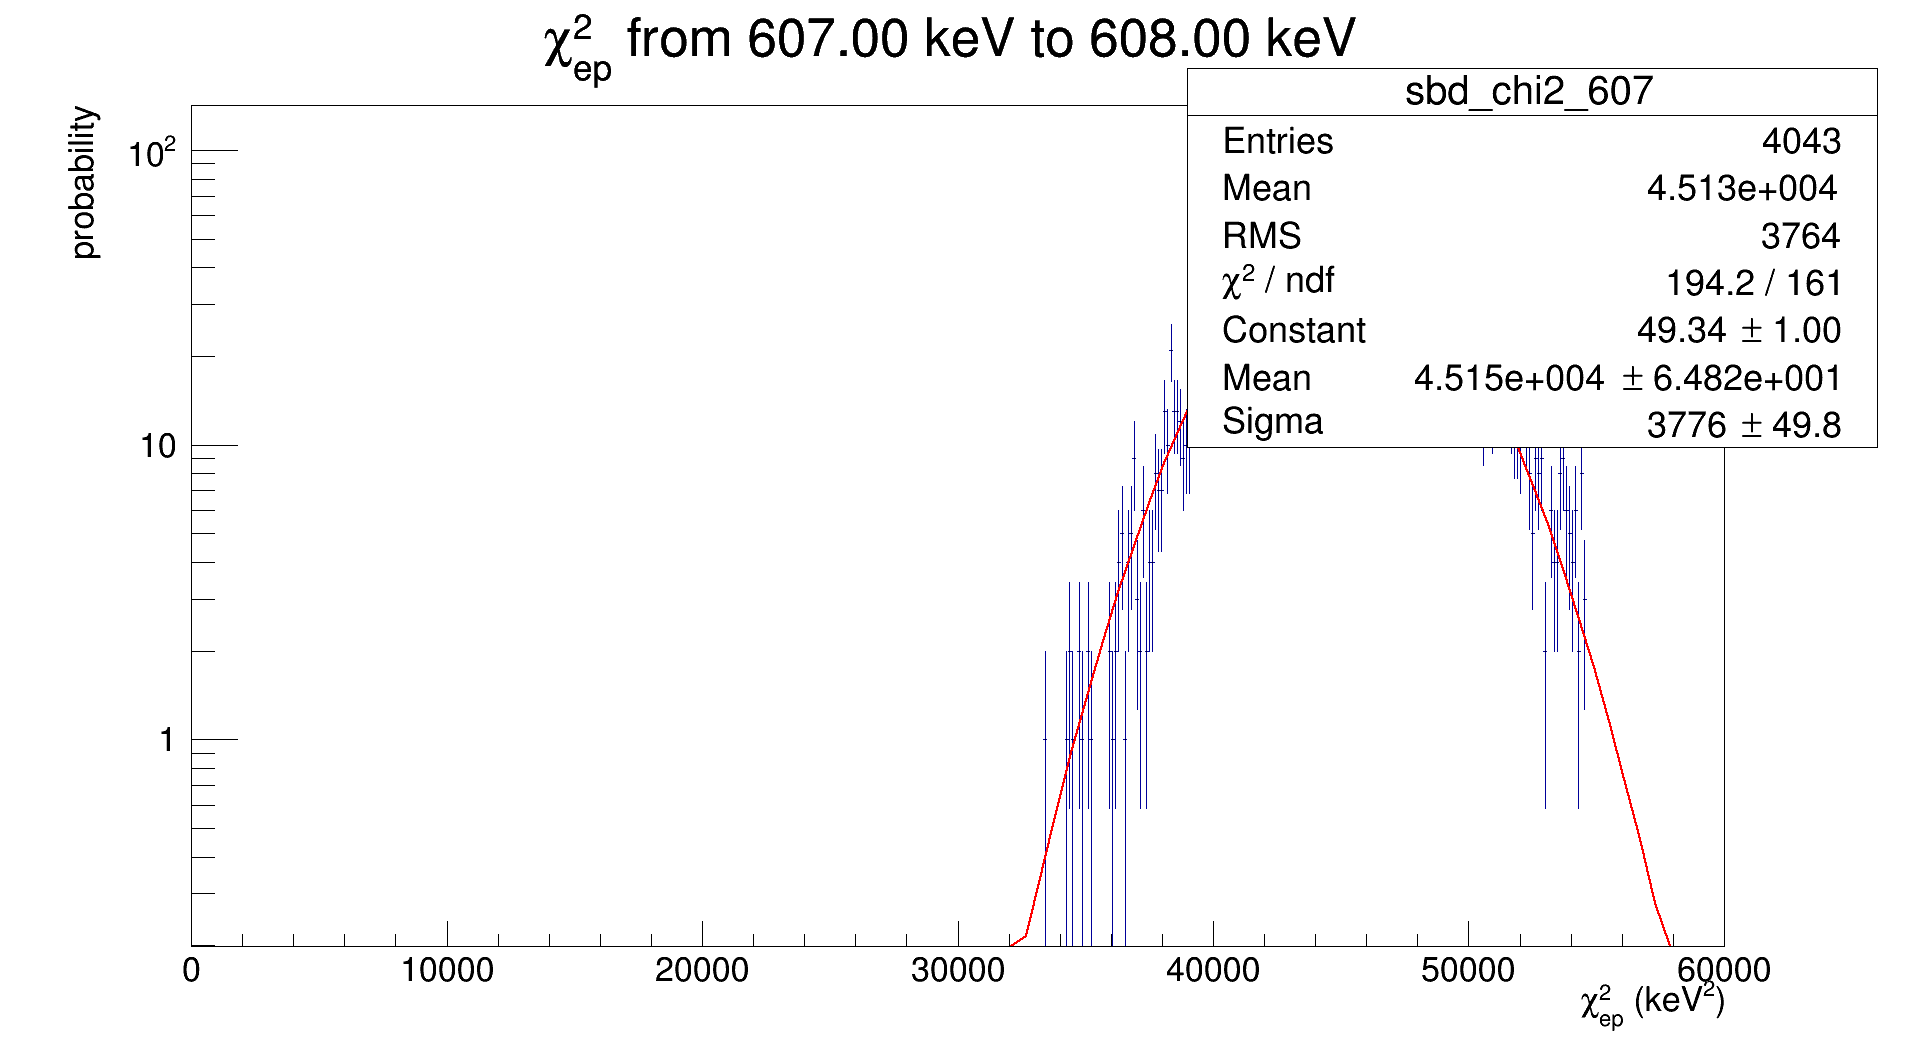 χ²ep from 607.00 keV to 608.00 keV
sbd_chi2_607
Entries 4043
Mean 4.513e+004
RMS 3764
χ² / ndf 194.2 / 161
Constant 49.34 ± 1.00
Mean 4.515e+004 ± 6.482e+001
Sigma 3776 ± 49.8
probability
10²
10
1
0 10000 20000 30000 40000 50000 60000
χ²ep (keV²)